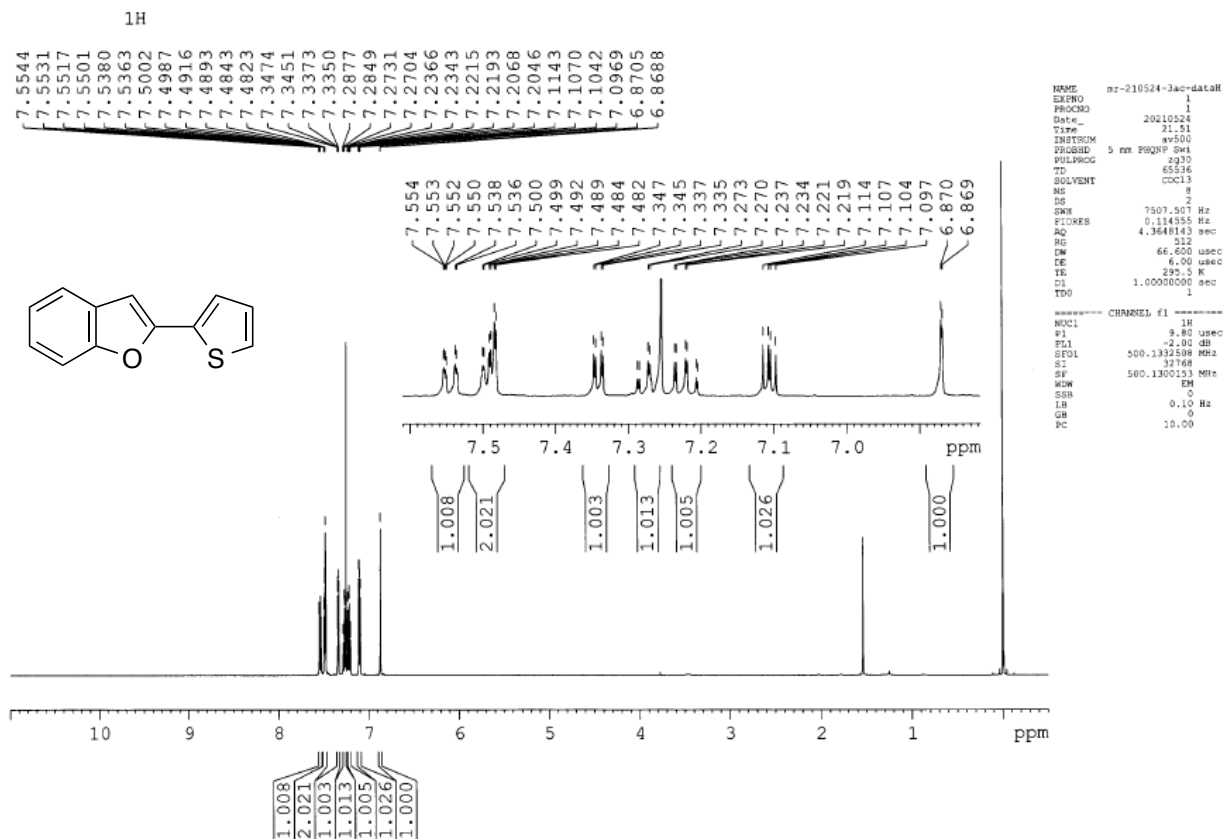 1H
7.5544
7.5531
7.5517
7.5501
7.5380
7.5363
7.5002
7.4987
7.4916
7.4893
7.4843
7.4823
7.3474
7.3451
7.3373
7.3350
7.2877
7.2849
7.2731
7.2704
7.2366
7.2343
7.2215
7.2193
7.2068
7.2046
7.1143
7.1070
7.1042
7.0969
6.8705
6.8688
7.554
7.553
7.552
7.550
7.538
7.536
7.500
7.499
7.492
7.489
7.484
7.482
7.347
7.345
7.337
7.335
7.273
7.270
7.237
7.234
7.221
7.219
7.114
7.107
7.104
7.097
6.870
6.869
NAME mr-210524-3ac-dataH
EXPNO 1
PROCNO 1
Date_ 20210524
Time 21.51
INSTRUM av500
PROBHD 5 mm PHQNP Swi
PULPROG zg30
TD 65536
SOLVENT CDCl3
NS 8
DS 2
SWH 7507.507 Hz
FIDRES 0.114555 Hz
AQ 4.3648143 sec
RG 512
DW 66.600 usec
DE 6.00 usec
TE 295.5 K
D1 1.00000000 sec
TD0 1
======== CHANNEL f1 ========
NUC1 1H
P1 9.80 usec
PL1 -2.00 dB
SFO1 500.1332508 MHz
SI 32768
SF 500.1300153 MHz
WDW EM
SSB 0
LB 0.10 Hz
GB 0
PC 10.00
O
S
7.5 7.4 7.3 7.2 7.1 7.0 ppm
1.008
2.021
1.003
1.013
1.005
1.026
1.000
10 9 8 7 6 5 4 3 2 1 ppm
1.008
2.021
1.003
1.013
1.005
1.026
1.000